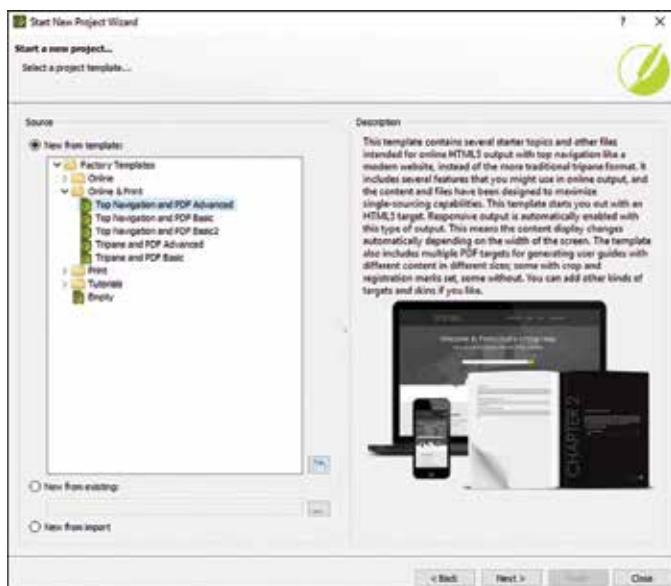 Start New Project Wizard
?
Start a new project...
Select a project template...
Source
New from template:
Factory Templates
Online
Online & Print
Top Navigation and PDF Advanced
Top Navigation and PDF Basic
Top Navigation and PDF Basic2
Tripane and PDF Advanced
Tripane and PDF Basic
Print
Tutorials
Empty
New from existing:
...
New from import
Description
This template contains several starter topics and other files
intended for online HTML5 output with top navigation like a
modern website, instead of the more traditional tripane format. It
includes several features that you might use in online output, and
the content and files have been designed to maximize
single-sourcing capabilities. This template starts you out with an
HTML5 target. Responsive output is automatically enabled with
this type of output. This means the content display changes
automatically depending on the width of the screen. The template
also includes multiple PDF targets for generating user guides with
different content in different sizes; some with crop and
registration marks set, some without. You can add other kinds of
targets and skins if you like.
CHAPTER 2
< Back
Next >
Close